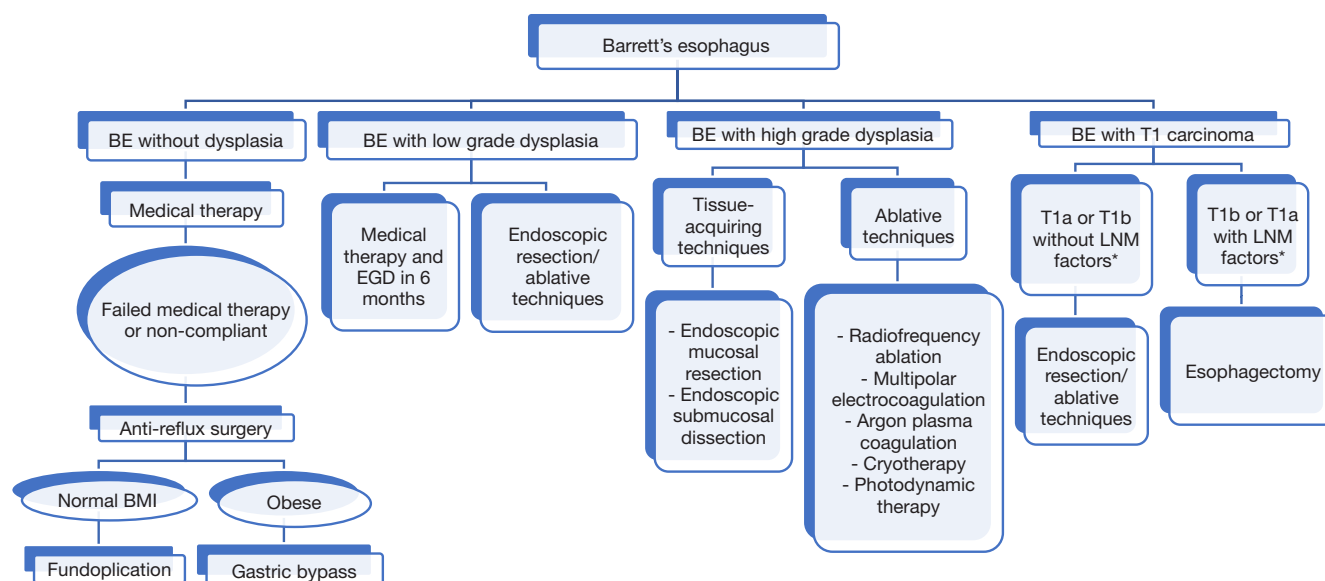 Barrett's esophagus
BE without dysplasia
BE with low grade dysplasia
BE with high grade dysplasia
BE with T1 carcinoma
Medical therapy
Failed medical therapy
or non-compliant
Anti-reflux surgery
Normal BMI
Obese
Fundoplication
Gastric bypass
Medical
therapy and
EGD in 6
months
Endoscopic
resection/
ablative
techniques
Tissue-
acquiring
techniques
- Endoscopic
mucosal
resection
- Endoscopic
submucosal
dissection
Ablative
techniques
- Radiofrequency
ablation
- Multipolar
electrocoagulation
- Argon plasma
coagulation
- Cryotherapy
- Photodynamic
therapy
T1a or T1b
without LNM
factors*
Endoscopic
resection/
ablative
techniques
T1b or T1a
with LNM
factors*
Esophagectomy